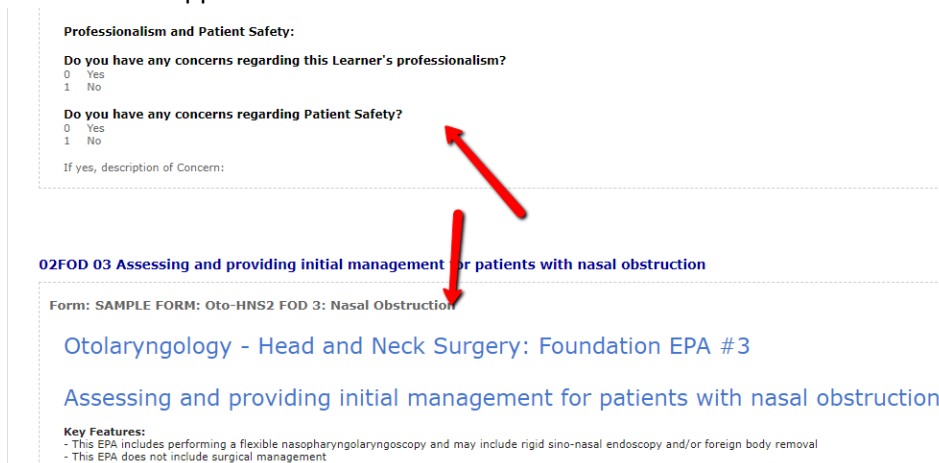 Professionalism and Patient Safety:
Do you have any concerns regarding this Learner's professionalism?
0 Yes
1 No
Do you have any concerns regarding Patient Safety?
0 Yes
1 No
If yes, description of Concern:
02FOD 03 Assessing and providing initial management for patients with nasal obstruction
Form: SAMPLE FORM: Oto-HNS2 FOD 3: Nasal Obstruction
Otolaryngology - Head and Neck Surgery: Foundation EPA #3
Assessing and providing initial management for patients with nasal obstruction
Key Features:
- This EPA includes performing a flexible nasopharyngolaryngoscopy and may include rigid sino-nasal endoscopy and/or foreign body removal
- This EPA does not include surgical management